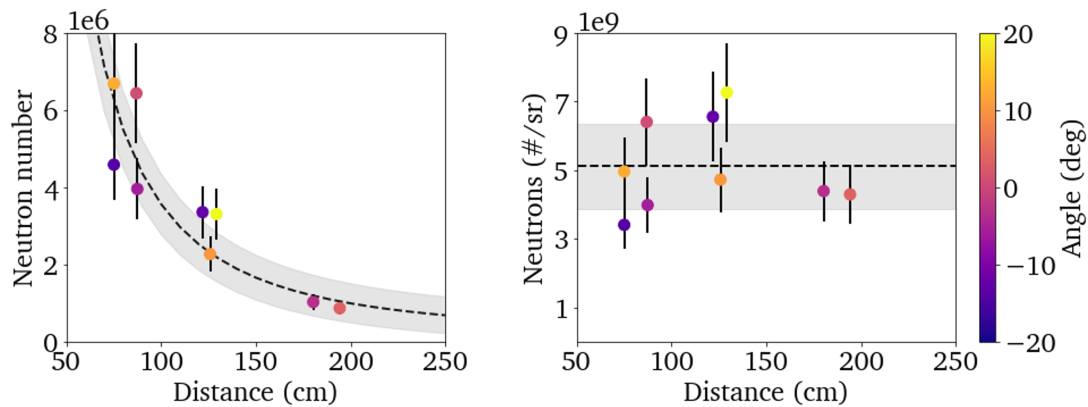 1e6
8
6
4
2
0
50 100 150 200 250
Distance (cm)
Neutron number
1e9
9
7
5
3
1
50 100 150 200 250
Distance (cm)
Neutrons (#/sr)
20
10
0
−10
−20
Angle (deg)